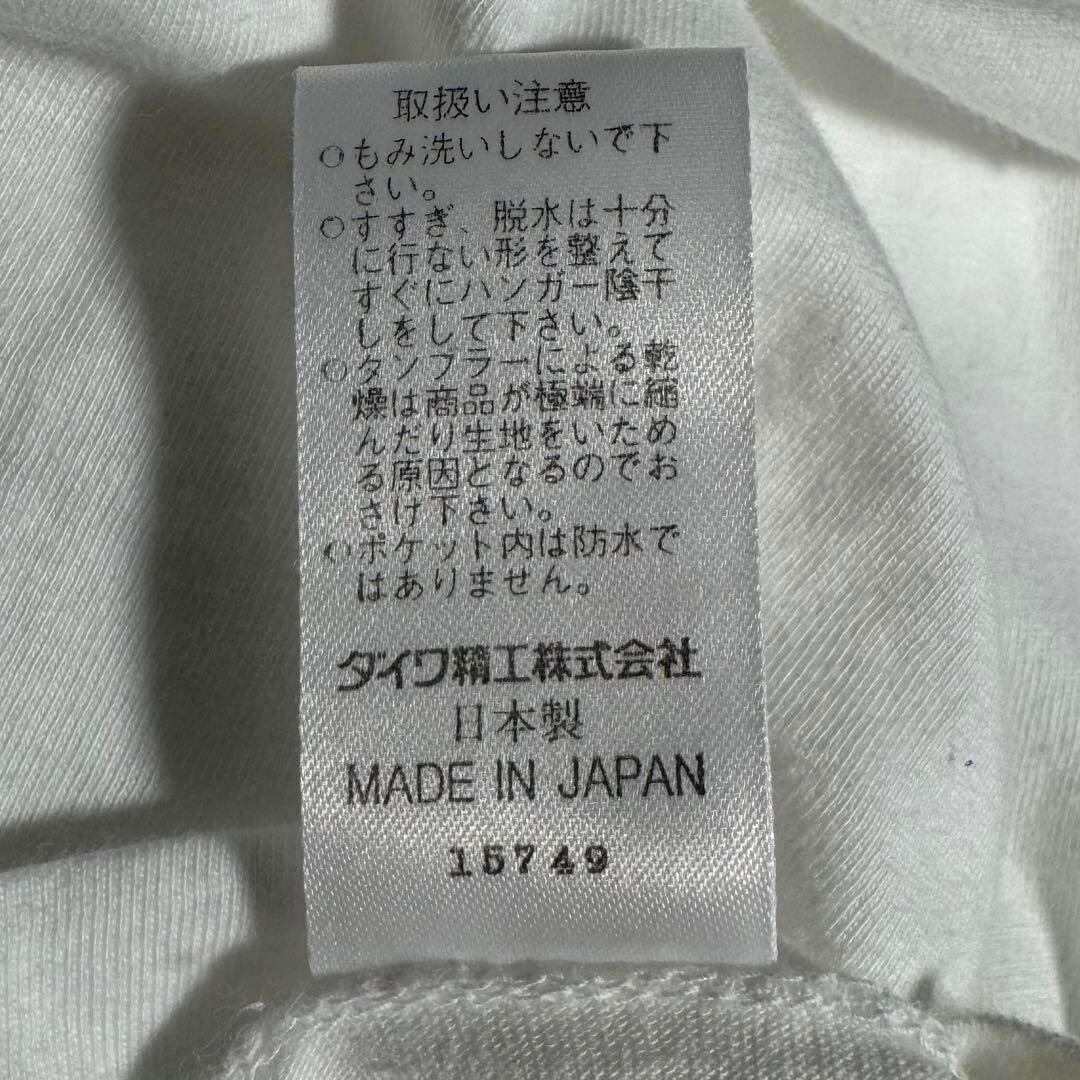 取扱い注意
○もみ洗いしないで下
さい。
○すすぎ、脱水は十分
に行ない形を整えて
すぐにハンガー陰干
しをして下さい。
○タンブラーによる乾
燥は商品が極端に縮
んだり生地をいため
る原因となるのでお
さけ下さい。
○ポケット内は防水で
はありません。
ダイワ精工株式会社
日本製
MADE IN JAPAN
15749